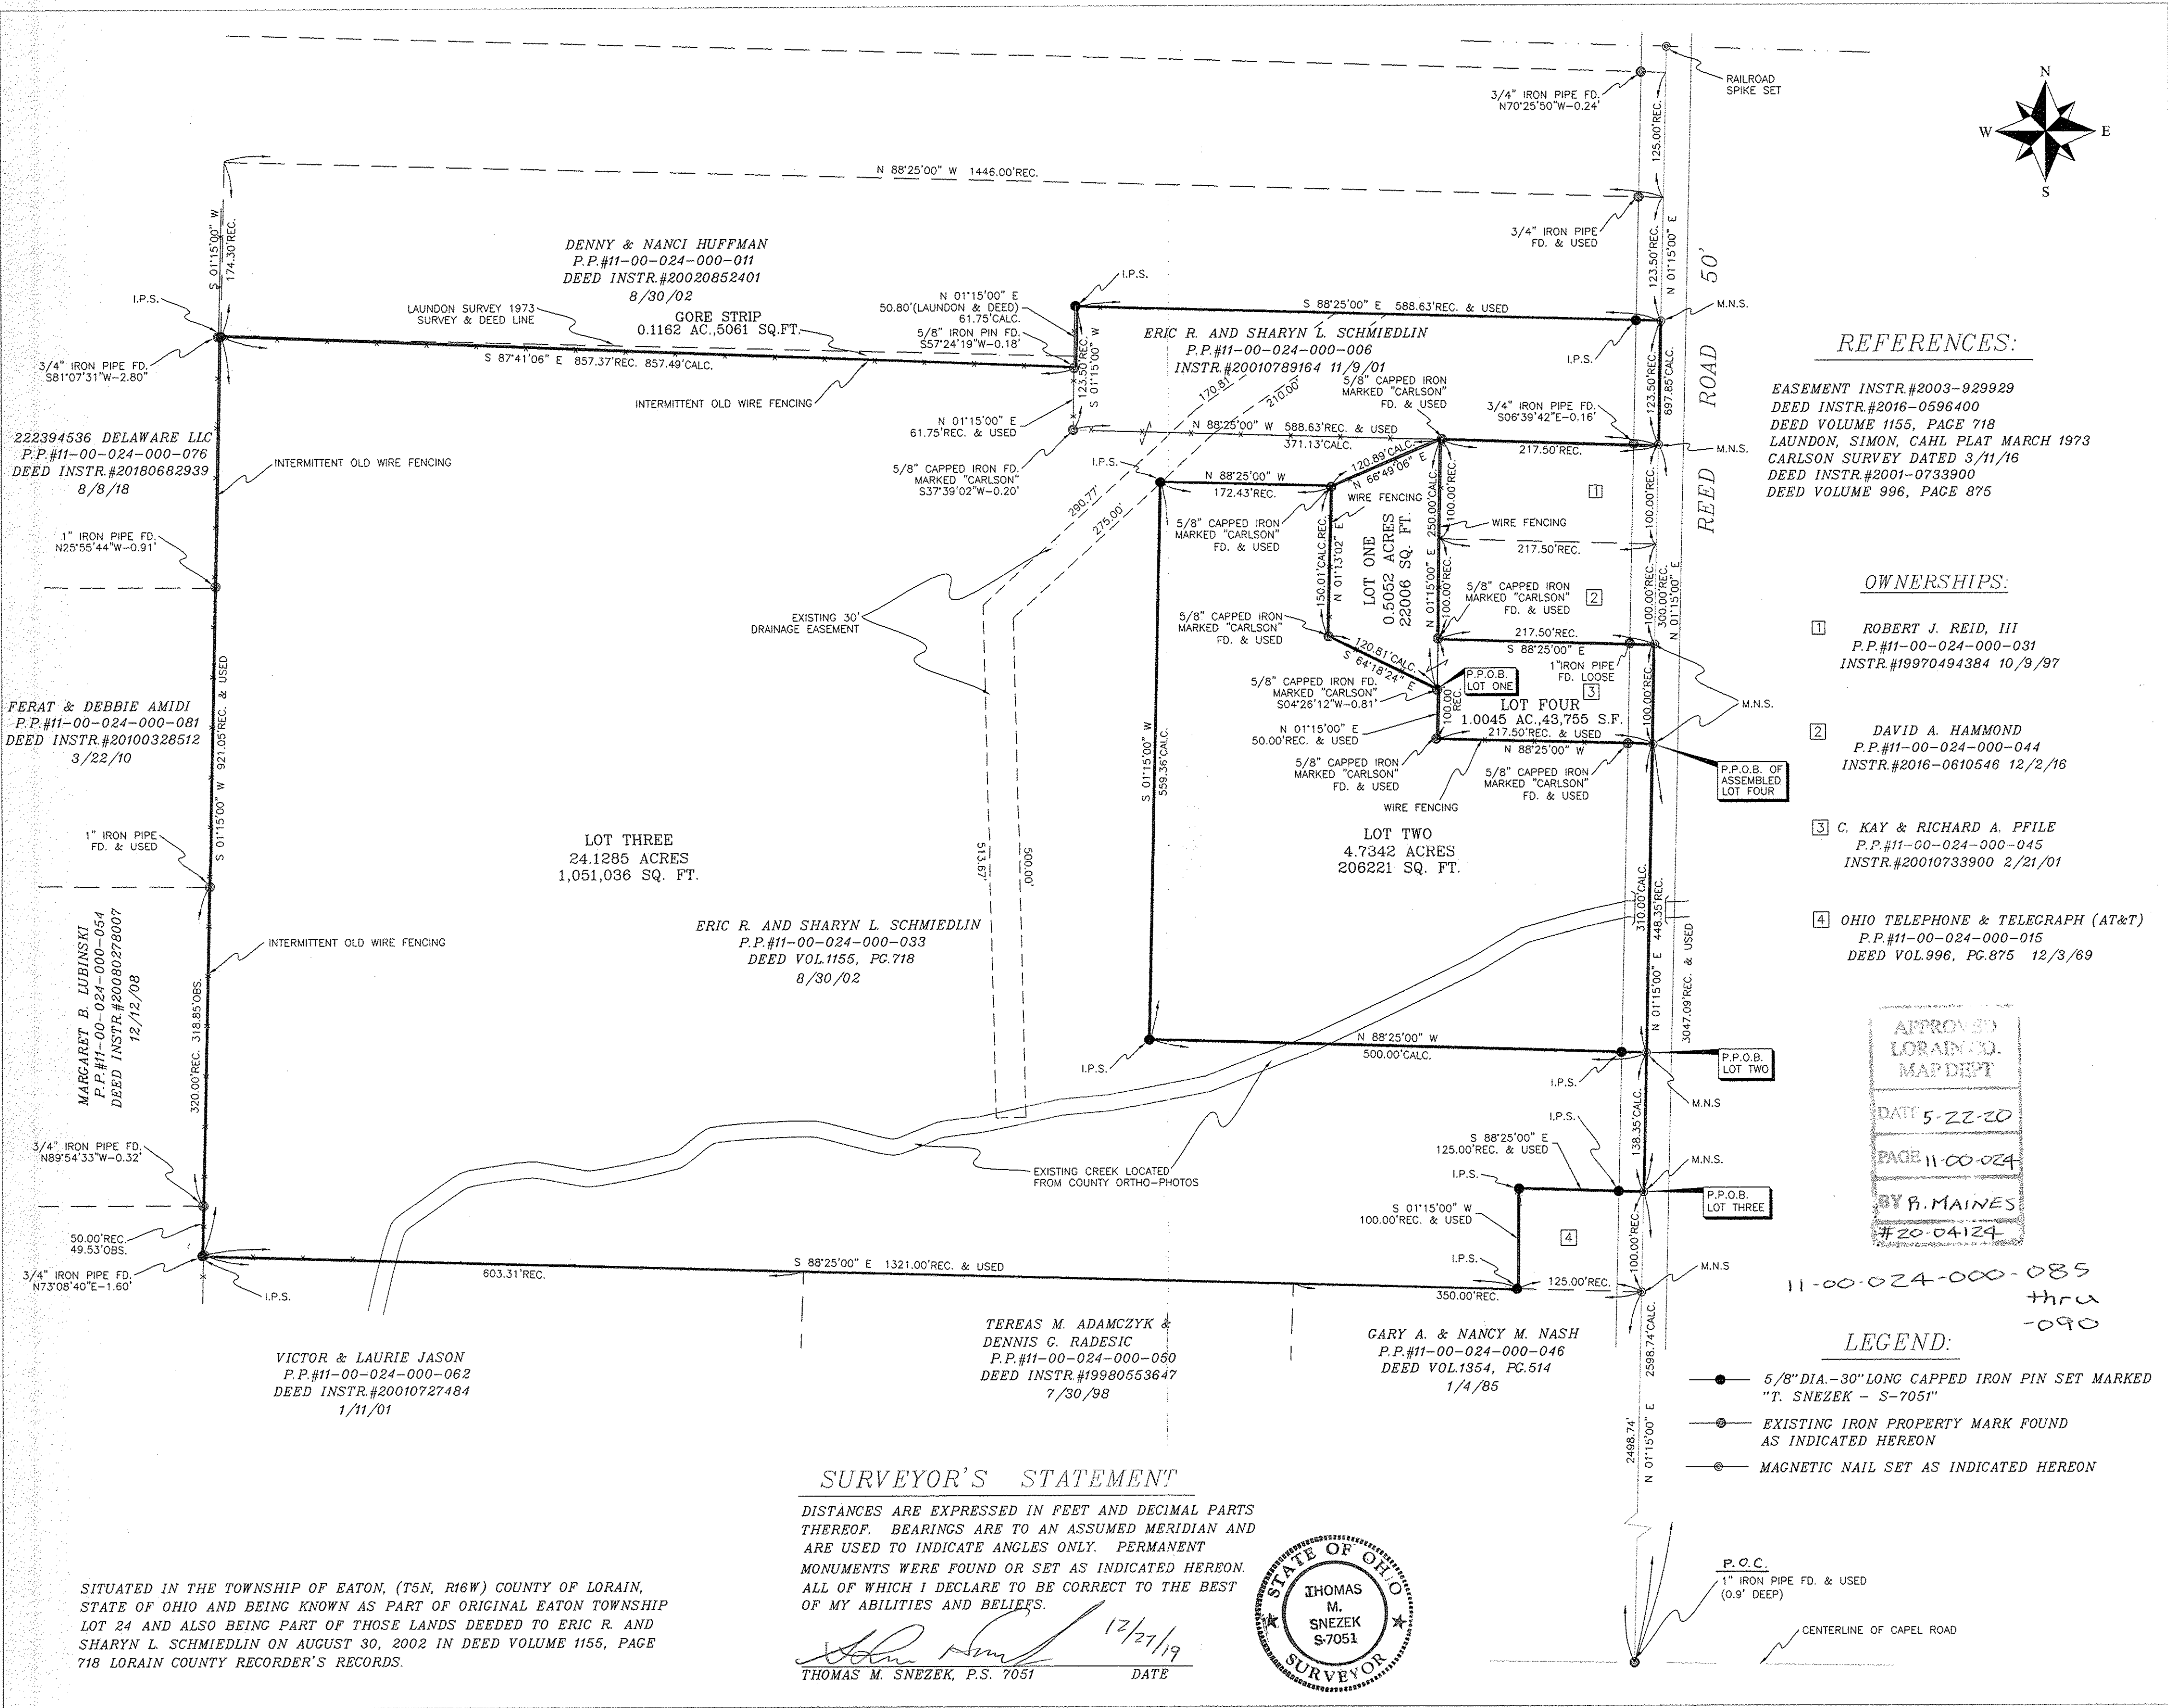 RAILROAD
SPIKE SET
3/4" IRON PIPE FD.
N70°25'50"W-0.24'
125.00'REC.
N
W
E
S
N 88°25'00" W 1446.00'REC.
S 01°15'00" W
174.30'REC.
3/4" IRON PIPE
FD. & USED
123.50'REC.
N 01°15'00" E
REED ROAD 50'
DENNY & NANCI HUFFMAN
P.P.#11-00-024-000-011
DEED INSTR.#20020852401
8/30/02
GORE STRIP
0.1162 AC.,5061 SQ.FT.
I.P.S.
LAUNDON SURVEY 1973
SURVEY & DEED LINE
N 01°15'00" E
50.80'(LAUNDON & DEED)
61.75'CALC.
5/8" IRON PIN FD.
S57°24'19"W-0.18'
I.P.S.
S 88°25'00" E 588.63'REC. & USED
M.N.S.
ERIC R. AND SHARYN L. SCHMIEDLIN
P.P.#11-00-024-000-006
INSTR.#20010789164 11/9/01
I.P.S.
123.50'REC.
S 01°15'00" W
123.50'REC.
697.85'CALC.
3/4" IRON PIPE FD.
S81°07'31"W-2.80"
S 87°41'06" E 857.37'REC. 857.49'CALC.
INTERMITTENT OLD WIRE FENCING
170.81'
210.00'
5/8" CAPPED IRON
MARKED "CARLSON"
FD. & USED
3/4" IRON PIPE FD.
S06°39'42"E-0.16'
N 01°15'00" E
61.75'REC. & USED
N 88°25'00" W 588.63'REC. & USED
371.13'CALC.
217.50'REC.
M.N.S.
5/8" CAPPED IRON FD.
MARKED "CARLSON"
S37°39'02"W-0.20'
I.P.S.
N 88°25'00" W
172.43'REC.
120.89'CALC.
N 66°49'06" E
222394536 DELAWARE LLC
P.P.#11-00-024-000-076
DEED INSTR.#20180682939
8/8/18
INTERMITTENT OLD WIRE FENCING
1" IRON PIPE FD.
N25°55'44"W-0.91'
290.77'
275.00'
5/8" CAPPED IRON
MARKED "CARLSON"
FD. & USED
WIRE FENCING
150.01'CALC.REC.
N 01°13'02" E
LOT ONE
0.5052 ACRES
22006 SQ. FT.
N 01°15'00" E 250.00'CALC.
100.00'REC.
100.00'REC.
1
WIRE FENCING
217.50'REC.
100.00'REC.
100.00'REC.
300.00'REC.
N 01°15'00" E
5/8" CAPPED IRON
MARKED "CARLSON"
FD. & USED
2
EXISTING 30'
DRAINAGE EASEMENT
5/8" CAPPED IRON
MARKED "CARLSON"
FD. & USED
217.50'REC.
S 88°25'00" E
1"IRON PIPE
FD. LOOSE
120.81'CALC.
S 64°18'24" E
P.P.O.B.
LOT ONE
3
5/8" CAPPED IRON FD.
MARKED "CARLSON"
S04°26'12"W-0.81'
LOT FOUR
1.0045 AC.,43,755 S.F.
100.00'
REC.
100.00'REC.
M.N.S.
N 01°15'00" E
50.00'REC. & USED
217.50'REC. & USED
N 88°25'00" W
5/8" CAPPED IRON
MARKED "CARLSON"
FD. & USED
5/8" CAPPED IRON
MARKED "CARLSON"
FD. & USED
P.P.O.B. OF
ASSEMBLED
LOT FOUR
WIRE FENCING
FERAT & DEBBIE AMIDI
P.P.#11-00-024-000-081
DEED INSTR.#20100328512
3/22/10
S 01°15'00" W 921.05'REC. & USED
1" IRON PIPE
FD. & USED
LOT THREE
24.1285 ACRES
1,051,036 SQ. FT.
513.67'
500.00'
S 01°15'00" W
559.36'CALC.
LOT TWO
4.7342 ACRES
206221 SQ. FT.
310.00'CALC.
N 01°15'00" E 448.35'REC.
3047.09'REC. & USED
ERIC R. AND SHARYN L. SCHMIEDLIN
P.P.#11-00-024-000-033
DEED VOL.1155, PG.718
8/30/02
MARGARET B. LUBINSKI
P.P.#11-00-024-000-054
DEED INSTR.#20080278007
12/12/08
INTERMITTENT OLD WIRE FENCING
320.00'REC. 318.85'OBS.
N 88°25'00" W
500.00'CALC.
I.P.S.
I.P.S.
P.P.O.B.
LOT TWO
M.N.S
138.35'CALC.
I.P.S.
S 88°25'00" E
125.00'REC. & USED
M.N.S.
I.P.S.
P.P.O.B.
LOT THREE
3/4" IRON PIPE FD.
N89°54'33"W-0.32'
EXISTING CREEK LOCATED
FROM COUNTY ORTHO-PHOTOS
S 01°15'00" W
100.00'REC. & USED
4
100.00'REC.
I.P.S.
M.N.S
50.00'REC.
49.53'OBS.
3/4" IRON PIPE FD.
N73°08'40"E-1.60'
I.P.S.
603.31'REC.
S 88°25'00" E 1321.00'REC. & USED
350.00'REC.
125.00'REC.
VICTOR & LAURIE JASON
P.P.#11-00-024-000-062
DEED INSTR.#20010727484
1/11/01
TEREAS M. ADAMCZYK &
DENNIS G. RADESIC
P.P.#11-00-024-000-050
DEED INSTR.#19980553647
7/30/98
GARY A. & NANCY M. NASH
P.P.#11-00-024-000-046
DEED VOL.1354, PG.514
1/4/85
2498.74'
N 01°15'00" E 2598.74'CALC.
REFERENCES:
EASEMENT INSTR.#2003-929929
DEED INSTR.#2016-0596400
DEED VOLUME 1155, PAGE 718
LAUNDON, SIMON, CAHL PLAT MARCH 1973
CARLSON SURVEY DATED 3/11/16
DEED INSTR.#2001-0733900
DEED VOLUME 996, PAGE 875
OWNERSHIPS:
1 ROBERT J. REID, III
P.P.#11-00-024-000-031
INSTR.#19970494384 10/9/97
2 DAVID A. HAMMOND
P.P.#11-00-024-000-044
INSTR.#2016-0610546 12/2/16
3 C. KAY & RICHARD A. PFILE
P.P.#11-00-024-000-045
INSTR.#20010733900 2/21/01
4 OHIO TELEPHONE & TELEGRAPH (AT&T)
P.P.#11-00-024-000-015
DEED VOL.996, PG.875 12/3/69
APPROVED
LORAIN CO.
MAP DEPT
DATE 5-22-20
PAGE 11-00-024
BY R. MAINES
#20-04124
11-00-024-000-085
thru
-090
LEGEND:
5/8"DIA.-30"LONG CAPPED IRON PIN SET MARKED
"T. SNEZEK - S-7051"
EXISTING IRON PROPERTY MARK FOUND
AS INDICATED HEREON
MAGNETIC NAIL SET AS INDICATED HEREON
P.O.C.
1" IRON PIPE FD. & USED
(0.9' DEEP)
CENTERLINE OF CAPEL ROAD
SURVEYOR'S STATEMENT
DISTANCES ARE EXPRESSED IN FEET AND DECIMAL PARTS
THEREOF. BEARINGS ARE TO AN ASSUMED MERIDIAN AND
ARE USED TO INDICATE ANGLES ONLY. PERMANENT
MONUMENTS WERE FOUND OR SET AS INDICATED HEREON.
ALL OF WHICH I DECLARE TO BE CORRECT TO THE BEST
OF MY ABILITIES AND BELIEFS.
12/27/19
THOMAS M. SNEZEK, P.S. 7051 DATE
STATE OF OHIO
THOMAS
M.
SNEZEK
S-7051
SURVEYOR
SITUATED IN THE TOWNSHIP OF EATON, (T5N, R16W) COUNTY OF LORAIN,
STATE OF OHIO AND BEING KNOWN AS PART OF ORIGINAL EATON TOWNSHIP
LOT 24 AND ALSO BEING PART OF THOSE LANDS DEEDED TO ERIC R. AND
SHARYN L. SCHMIEDLIN ON AUGUST 30, 2002 IN DEED VOLUME 1155, PAGE
718 LORAIN COUNTY RECORDER'S RECORDS.